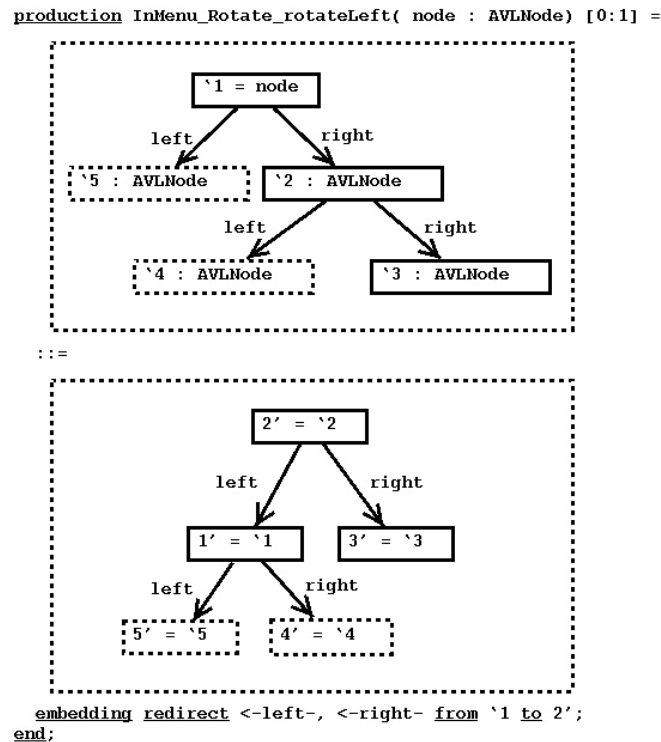 production InMenu_Rotate_rotateLeft( node : AVLNode) [0:1] =
`1 = node
left
right
`5 : AVLNode
`2 : AVLNode
left
right
`4 : AVLNode
`3 : AVLNode
::=
2' = `2
left
right
1' = `1
3' = `3
left
right
5' = `5
4' = `4
embedding redirect <-left-, <-right- from `1 to 2';
end;